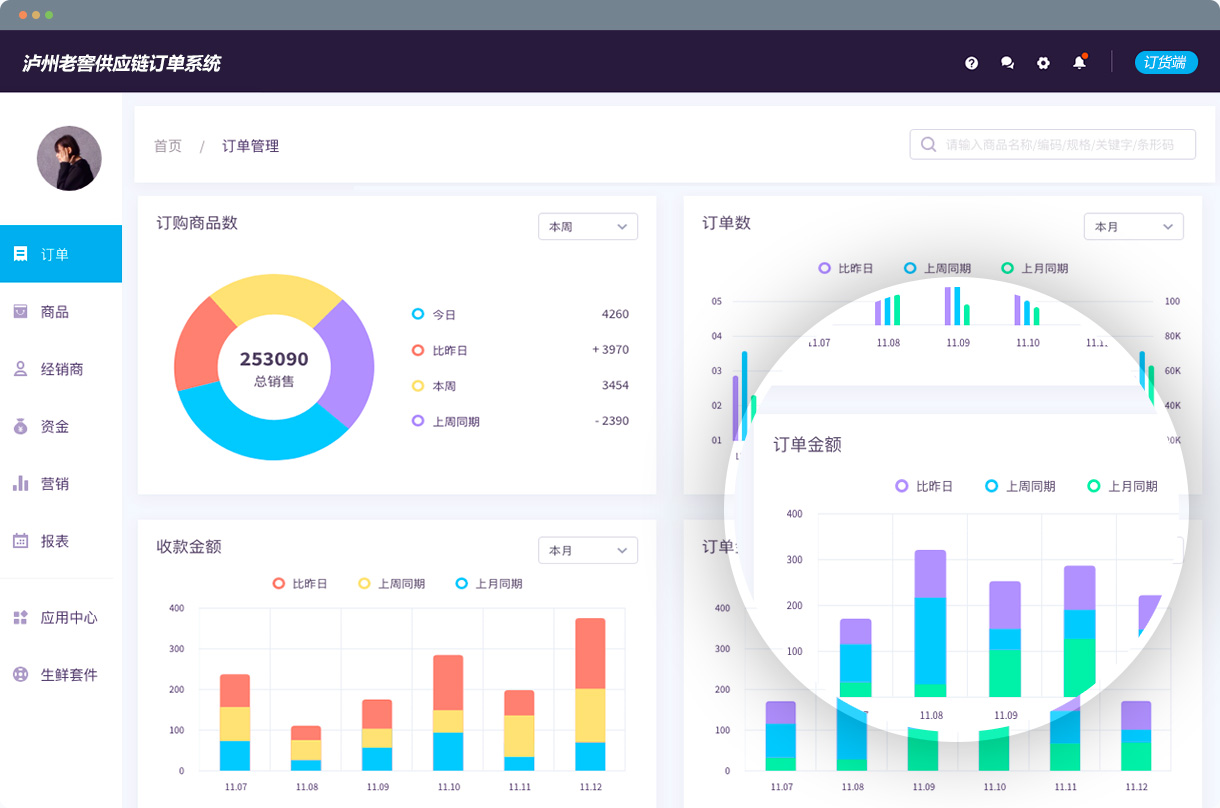 泸州老窖供应链订单系统
订货端
首页 / 订单管理
请输入商品名称/编码/规格/关键字/条形码
订单
商品
经销商
资金
营销
报表
应用中心
生鲜套件
订购商品数
本周
253090
总销售
今日 4260
比昨日 +3970
本周 3454
上周同期 -2390
订单数
本月
比昨日 上周同期 上月同期
05
04
03
02
01
100
80K
60K
40K
11.07 11.08 11.09 11.10
订单金额
比昨日 上周同期 上月同期
400
300
200
100
11.08 11.09
收款金额
本月
比昨日 上周同期 上月同期
400
300
200
100
0
11.07 11.08 11.09 11.10 11.11 11.12
订单
400
300
200
100
0
11.07 11.08 11.09 11.10 11.11 11.12